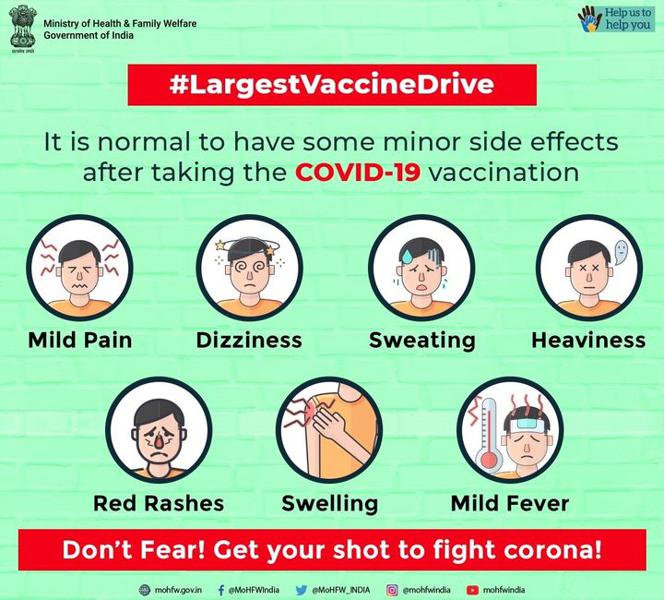 Ministry of Health & Family Welfare
Government of India
Help us to
help you
#LargestVaccineDrive
It is normal to have some minor side effects
after taking the COVID-19 vaccination
Mild Pain
Dizziness
Sweating
Heaviness
Red Rashes
Swelling
Mild Fever
Don't Fear! Get your shot to fight corona!
mohfw.gov.in
@MoHFWIndia
@MoHFW_INDIA
@mohfwindia
mohfwindia